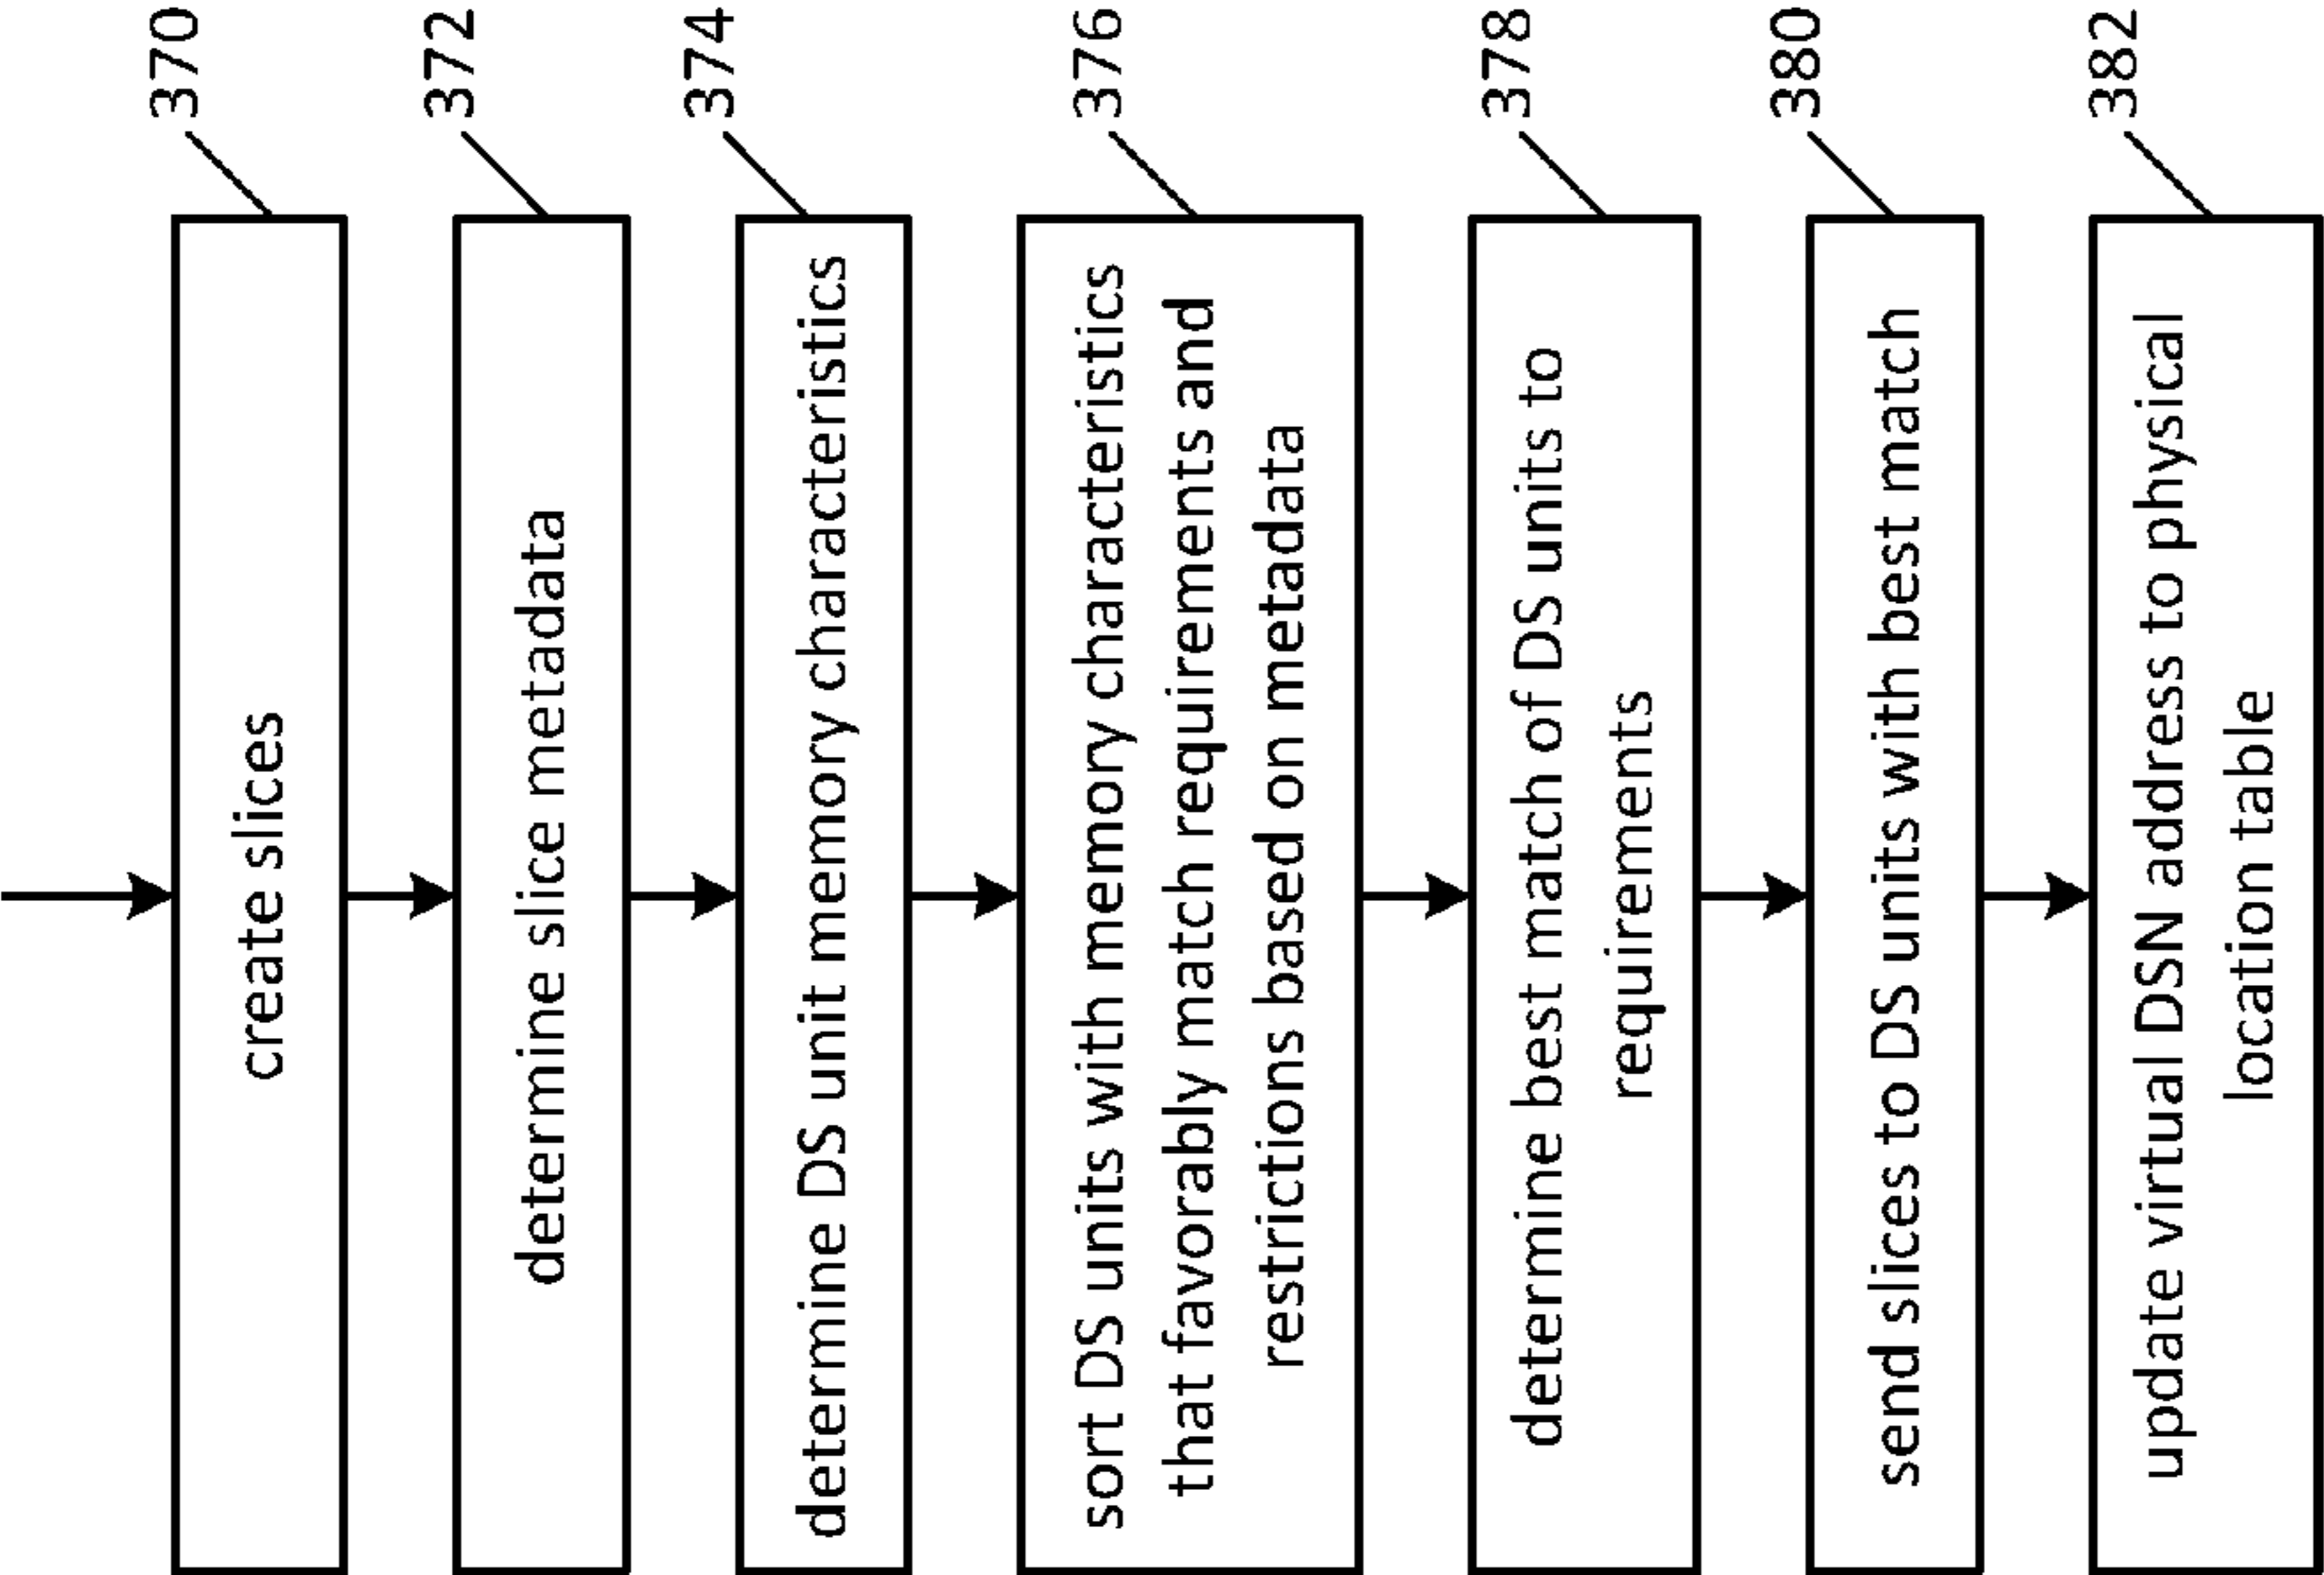 create slices
370
determine slice metadata
372
determine DS unit memory characteristics
374
sort DS units with memory characteristics
that favorably match requirements and
restrictions based on metadata
376
determine best match of DS units to
requirements
378
send slices to DS units with best match
380
update virtual DSN address to physical
location table
382